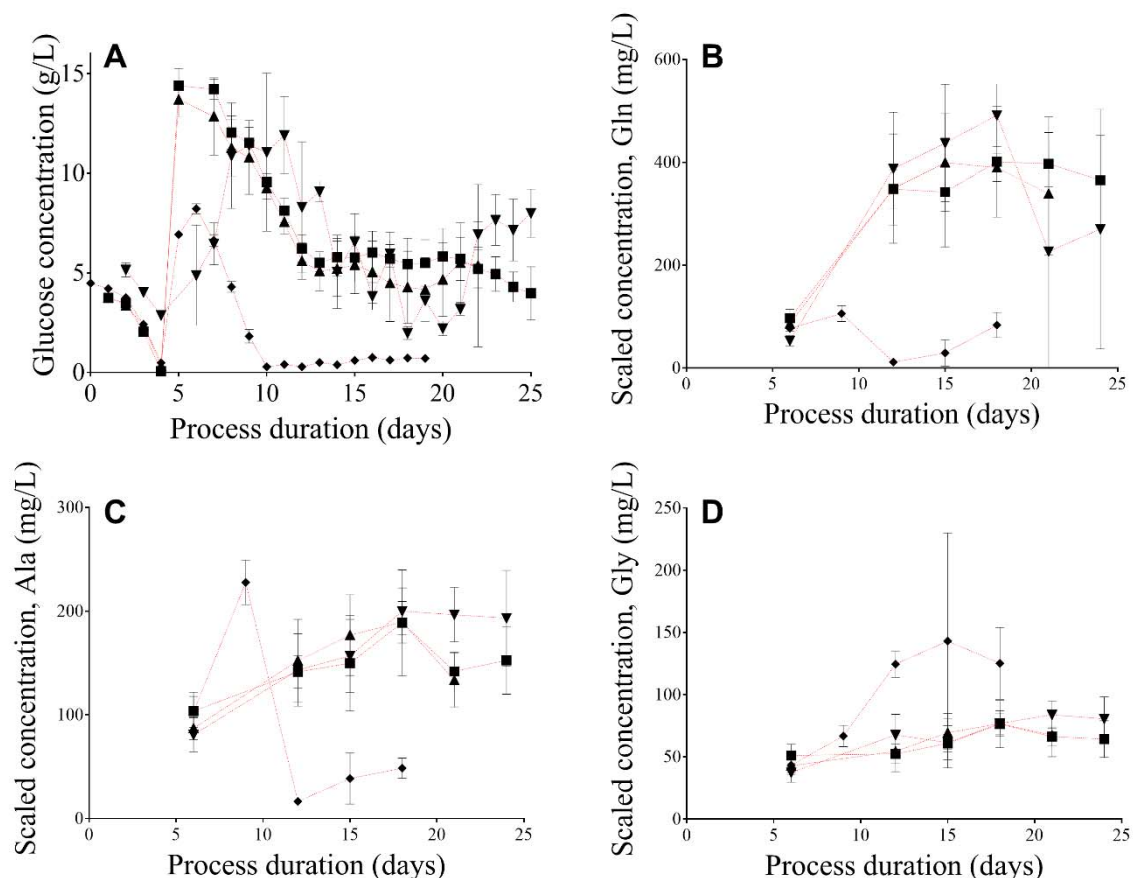 A
Glucose concentration (g/L)
15
10
5
0
0 5 10 15 20 25
Process duration (days)
B
Scaled concentration, Gln (mg/L)
600
400
200
0
0 5 10 15 20 25
Process duration (days)
C
Scaled concentration, Ala (mg/L)
300
200
100
0
0 5 10 15 20 25
Process duration (days)
D
Scaled concentration, Gly (mg/L)
250
200
150
100
50
0
0 5 10 15 20 25
Process duration (days)